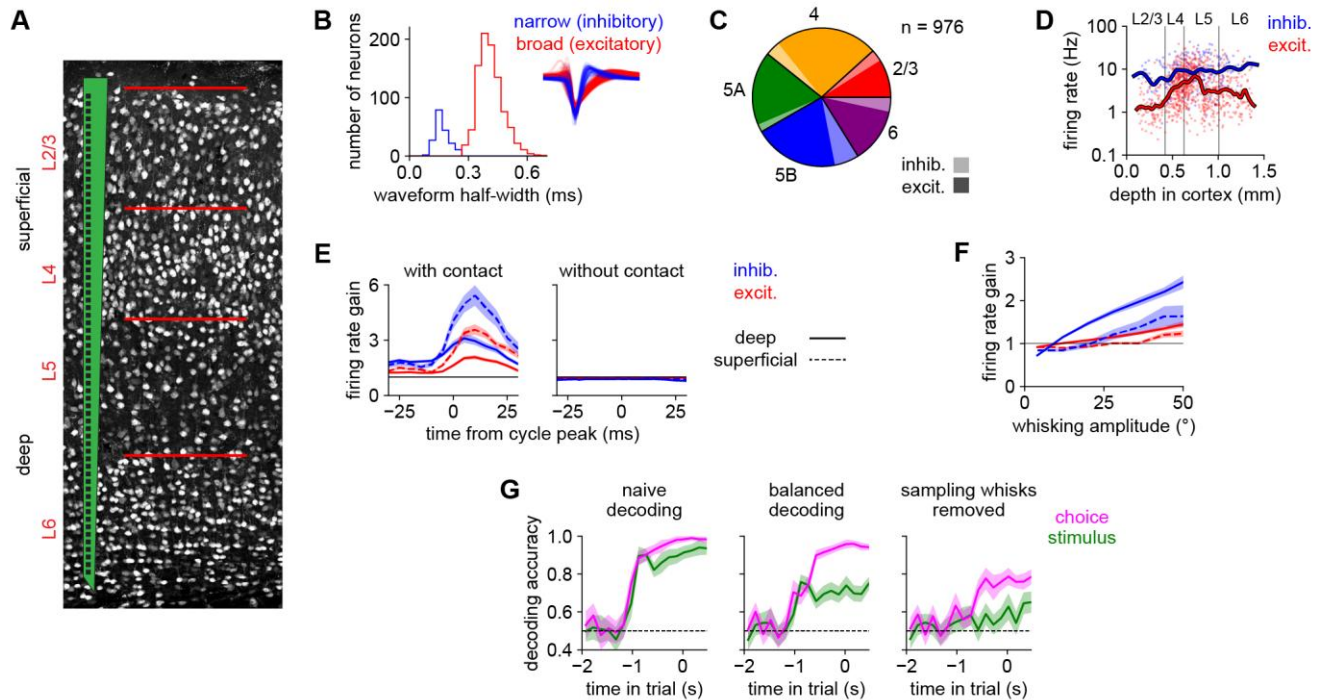 A
superficial
deep
L2/3
L4
L5
L6
B
number of neurons
200
100
0
0.0
0.3
0.6
waveform half-width (ms)
narrow (inhibitory)
broad (excitatory)
C
4
n = 976
2/3
5A
6
5B
inhib.
excit.
D
L2/3 L4 L5 L6
inhib.
excit.
firing rate (Hz)
100
10
1
0.1
0.0 0.5 1.0 1.5
depth in cortex (mm)
E
with contact
without contact
firing rate gain
6
3
0
−25 0 25
−25 0 25
time from cycle peak (ms)
inhib.
excit.
deep
superficial
F
firing rate gain
3
2
1
0
0 25 50
whisking amplitude (°)
G
naive
decoding
balanced
decoding
sampling whisks
removed
choice
stimulus
decoding accuracy
1.0
0.8
0.6
0.4
−2 −1 0
−2 −1 0
−2 −1 0
time in trial (s)
time in trial (s)
time in trial (s)